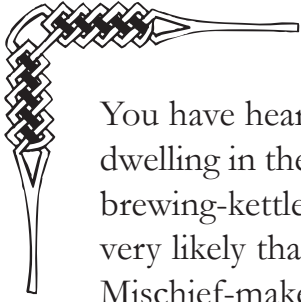 You have hear
dwelling in the
brewing-kettle
very likely tha
Mischief-make